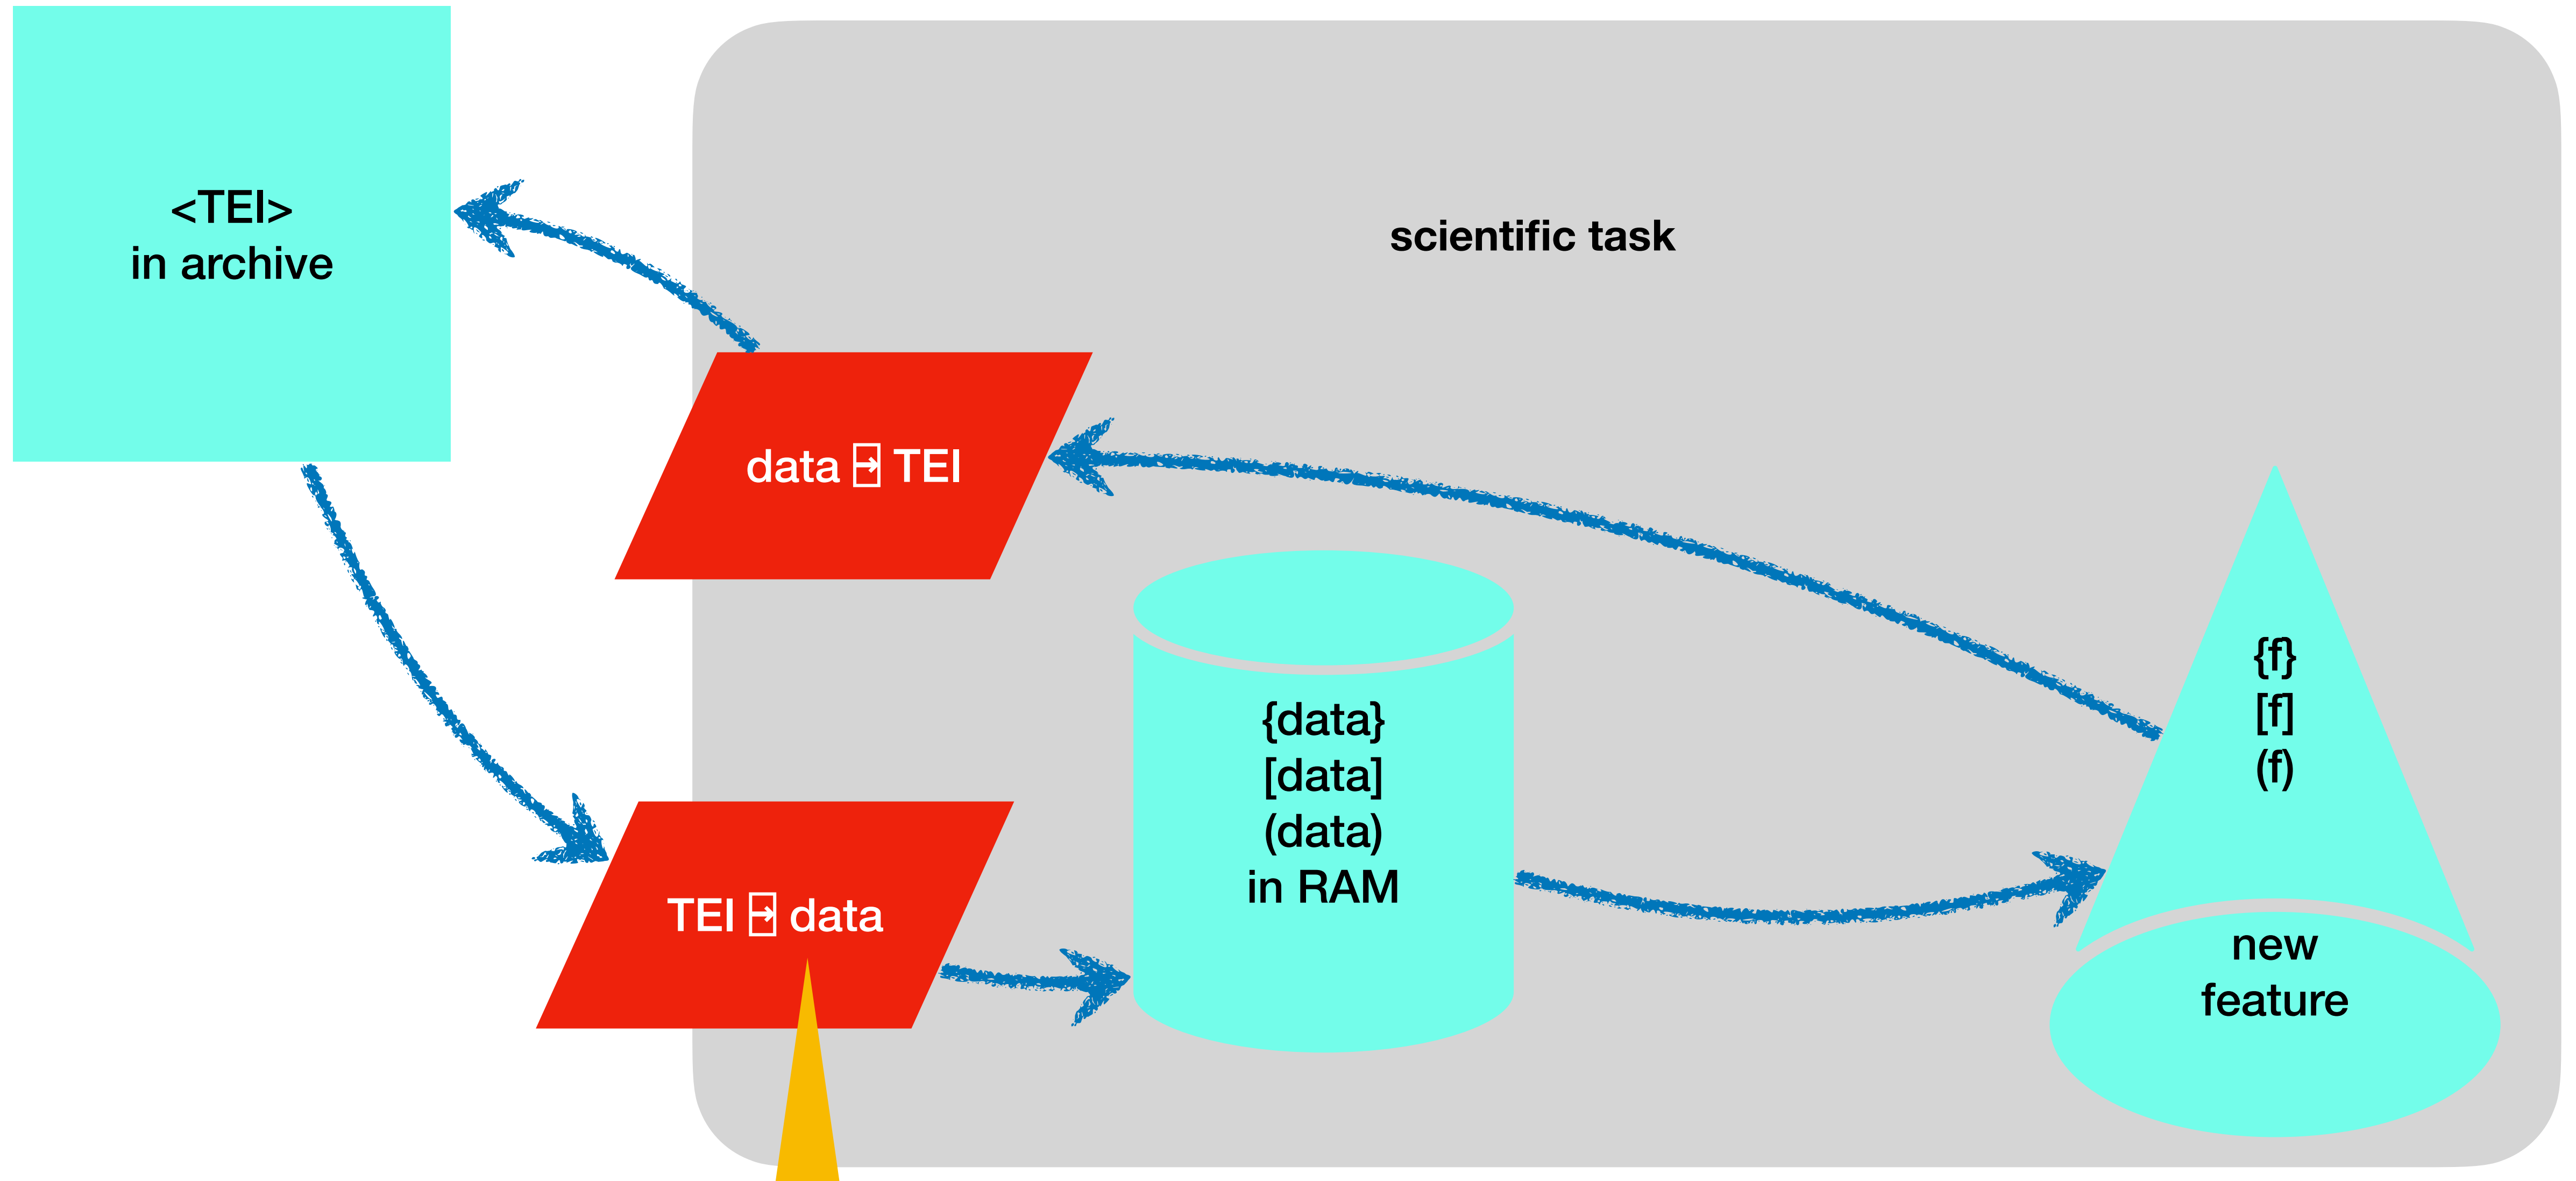 <TEI>
in archive
scientific task
data ⍈ TEI
{data}
[data]
(data)
in RAM
{f}
[f]
(f)
TEI ⍈ data
new
feature